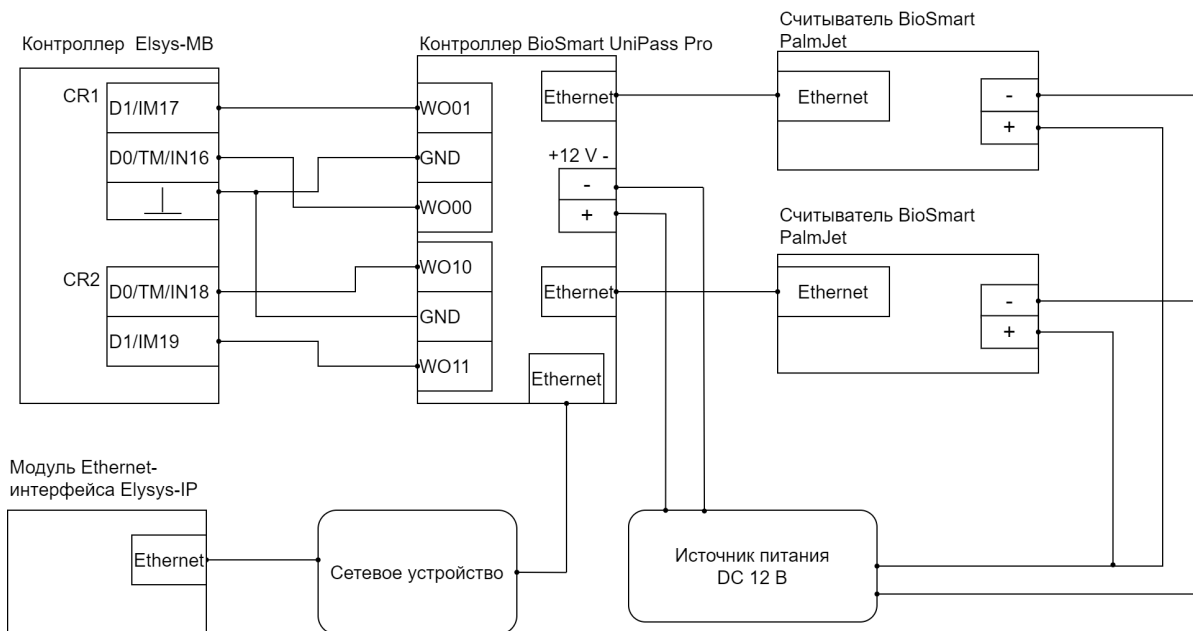 Контроллер Elsys-MB
CR1
D1/IM17
D0/TM/IN16
CR2
D0/TM/IN18
D1/IM19
Контроллер BioSmart UniPass Pro
WO01
GND
WO00
WO10
GND
WO11
Ethernet
+12 V -
-
+
Ethernet
Ethernet
Считыватель BioSmart
PalmJet
Ethernet
-
+
Считыватель BioSmart
PalmJet
Ethernet
-
+
Модуль Ethernet-
интерфейса Elysys-IP
Ethernet
Сетевое устройство
Источник питания
DC 12 В